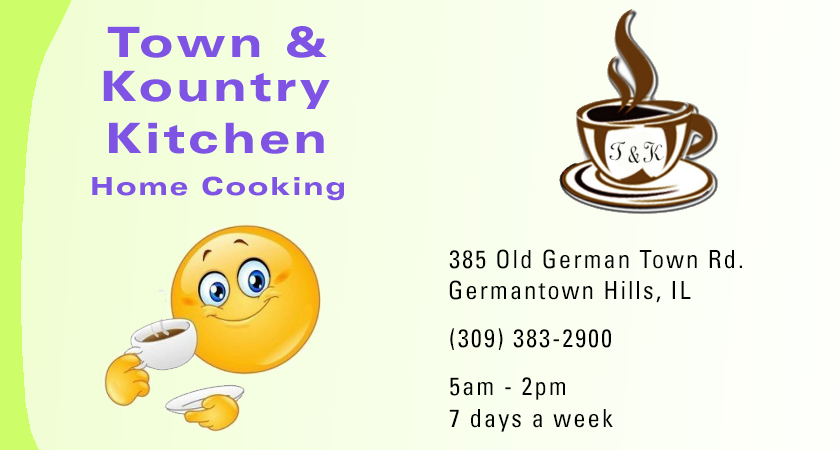 Town &
Kountry
Kitchen
Home Cooking
T & K
385 Old German Town Rd.
Germantown Hills, IL
(309) 383-2900
5am - 2pm
7 days a week